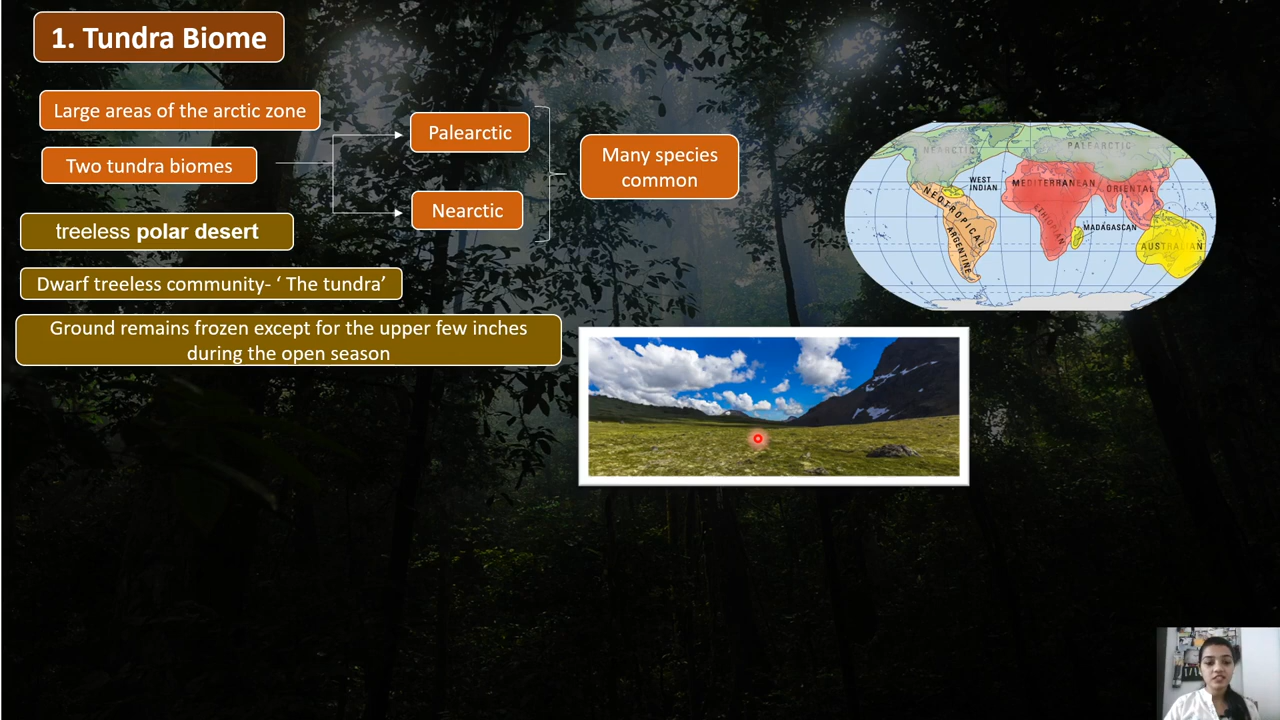 1. Tundra Biome
Large areas of the arctic zone
Two tundra biomes
Palearctic
Nearctic
Many species
common
treeless polar desert
Dwarf treeless community- ‘ The tundra’
Ground remains frozen except for the upper few inches
during the open season
NEARCTIC
PALEARCTIC
WEST
INDIAN
MEDITERRANEAN
ORIENTAL
NEOTROPICAL
ETHIOPIAN
MADAGASCAN
ARGENTINE
AUSTRALIAN